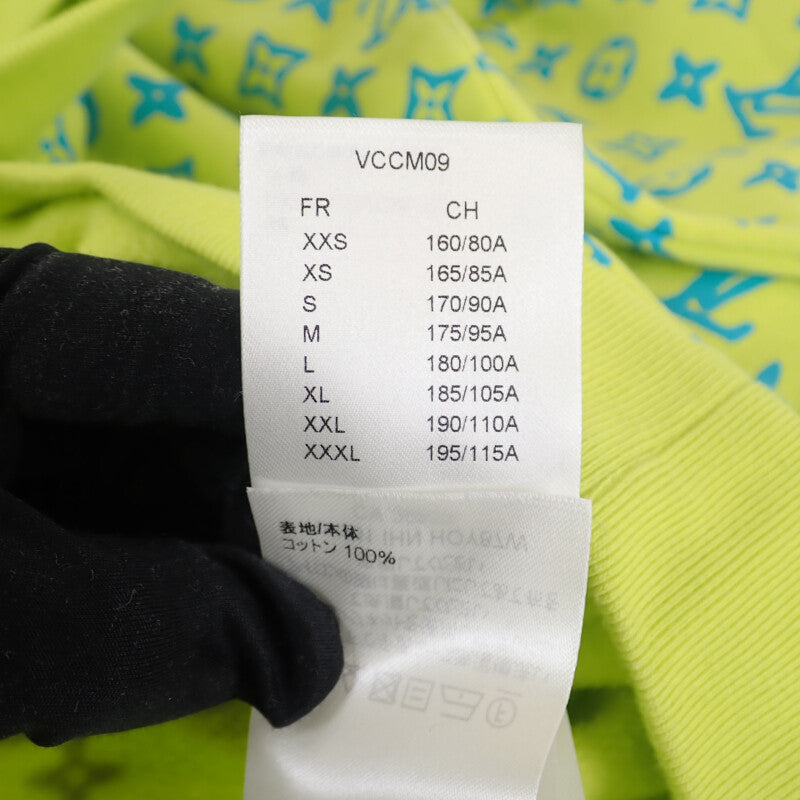 VCCM09
FR CH
XXS 160/80A
XS 165/85A
S 170/90A
M 175/95A
L 180/100A
XL 185/105A
XXL 190/110A
XXXL 195/115A
表地/本体
コットン 100%